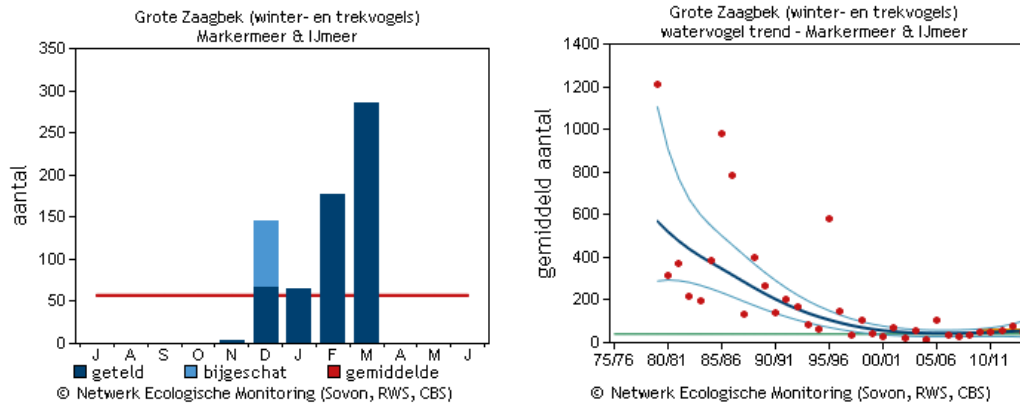 Grote Zaagbek (winter- en trekvogels)
Markermeer & IJmeer
350
300
250
200
150
100
50
0
aantal
J A S O N D J F M A M J
geteld bijgeschat gemiddelde
© Netwerk Ecologische Monitoring (Sovon, RWS, CBS)
Grote Zaagbek (winter- en trekvogels)
watervogel trend - Markermeer & IJmeer
1400
1200
1000
800
600
400
200
0
gemiddeld aantal
75/76 80/81 85/86 90/91 95/96 00/01 05/06 10/11
© Netwerk Ecologische Monitoring (Sovon, RWS, CBS)